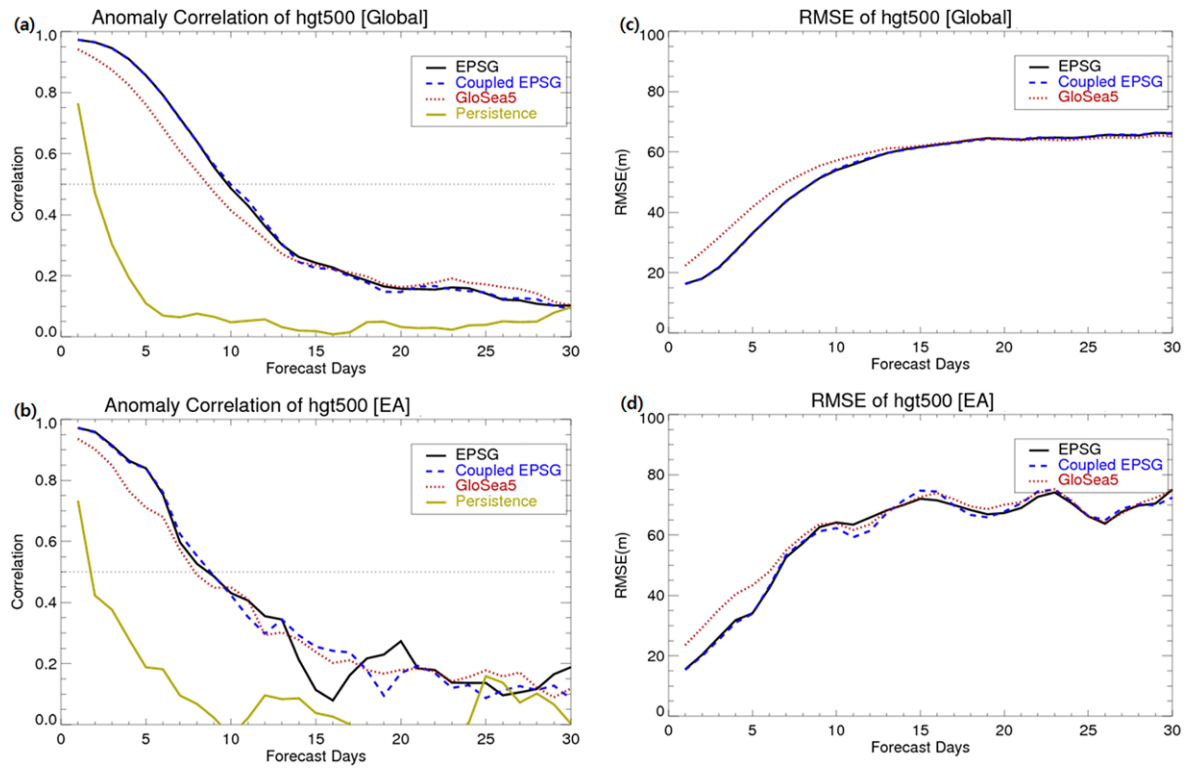 (a) Anomaly Correlation of hgt500 [Global]
1.0
0.8
0.6
0.4
0.2
0.0
Correlation
EPSG
Coupled EPSG
GloSea5
Persistence
0 5 10 15 20 25 30
Forecast Days
(c) RMSE of hgt500 [Global]
100
80
60
40
20
0
RMSE(m)
EPSG
Coupled EPSG
GloSea5
0 5 10 15 20 25 30
Forecast Days
(b) Anomaly Correlation of hgt500 [EA]
1.0
0.8
0.6
0.4
0.2
0.0
Correlation
EPSG
Coupled EPSG
GloSea5
Persistence
0 5 10 15 20 25 30
Forecast Days
(d) RMSE of hgt500 [EA]
100
80
60
40
20
0
RMSE(m)
EPSG
Coupled EPSG
GloSea5
0 5 10 15 20 25 30
Forecast Days